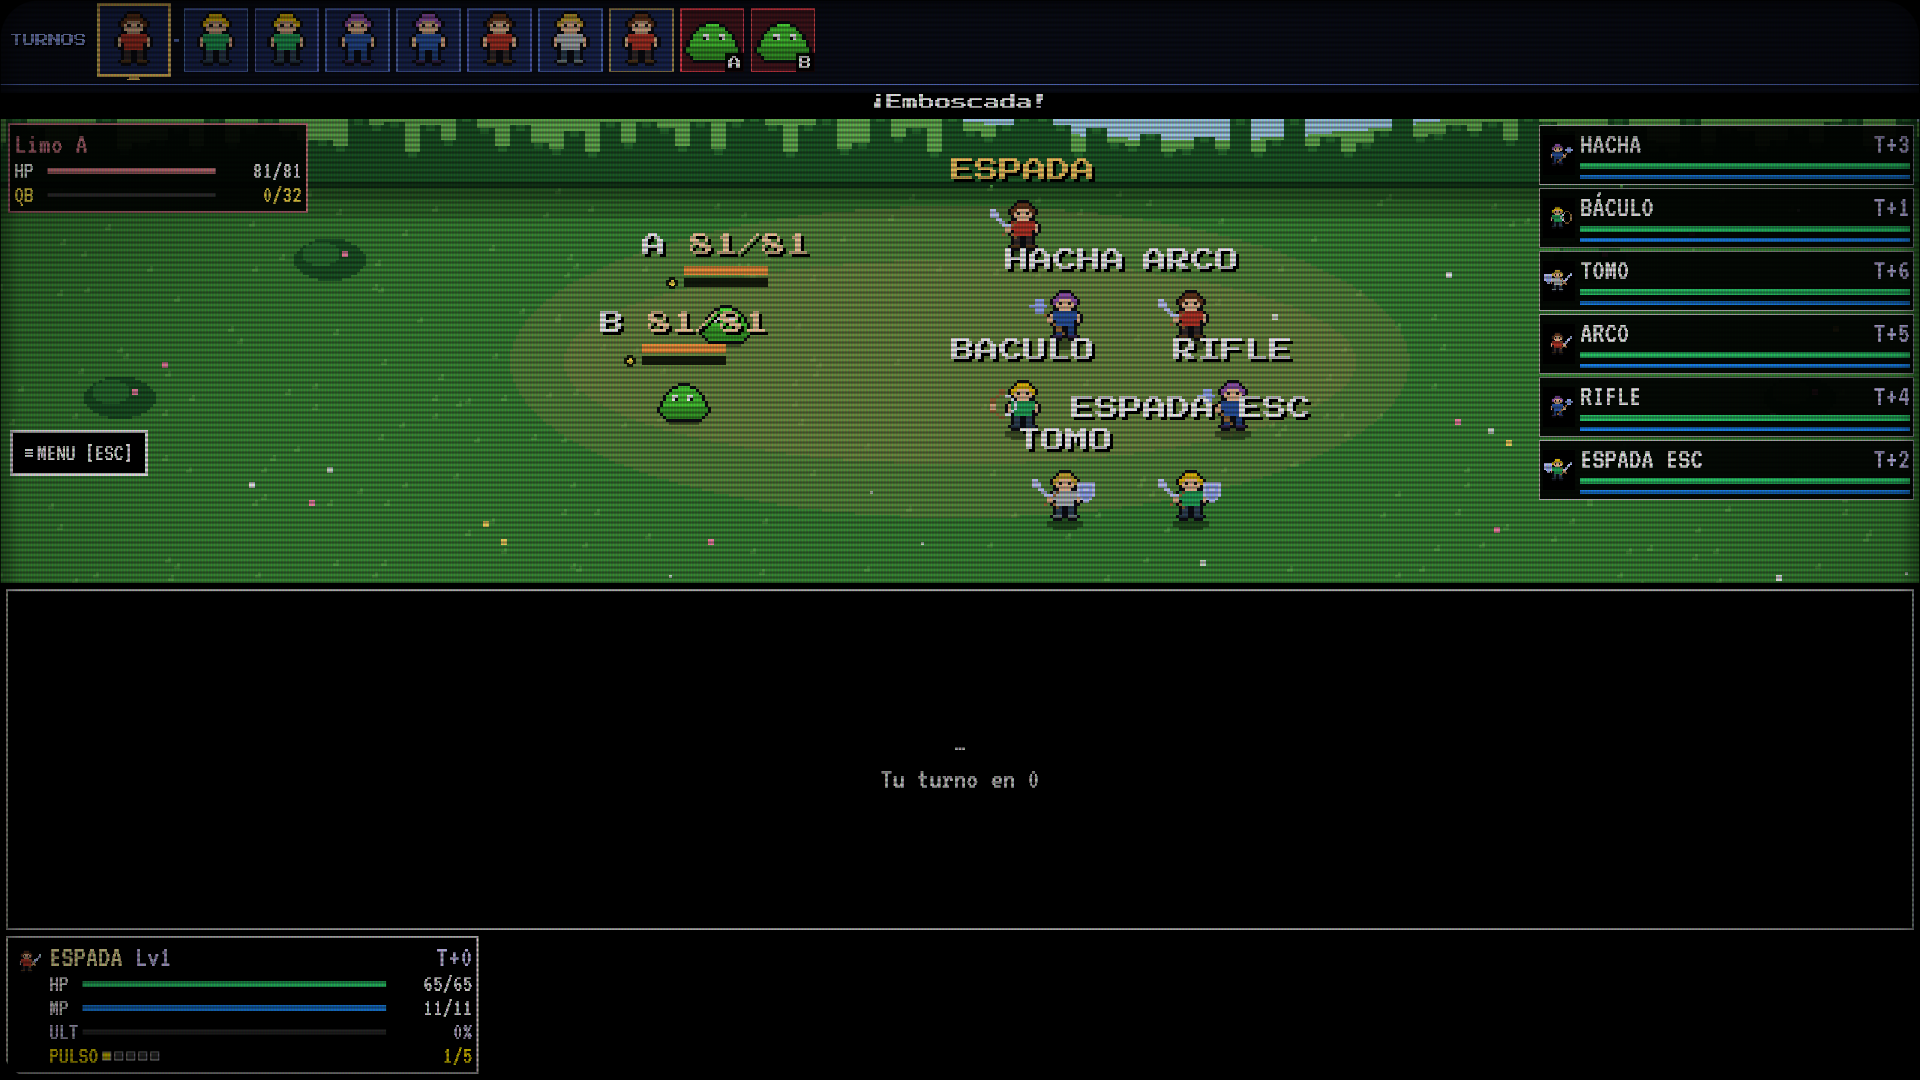 TURNOS
A
B
¡Emboscada!
Limo A
HP 81/81
QB 0/32
ESPADA
A 81/81
HACHA ARCO
B 81/81
BACULO RIFLE
ESPADA ESC
TOMO
≡MENU [ESC]
HACHA T+3
BÁCULO T+1
TOMO T+6
ARCO T+5
RIFLE T+4
ESPADA ESC T+2
…
Tu turno en 0
ESPADA Lv1 T+0
HP 65/65
MP 11/11
ULT 0%
PULSO 1/5